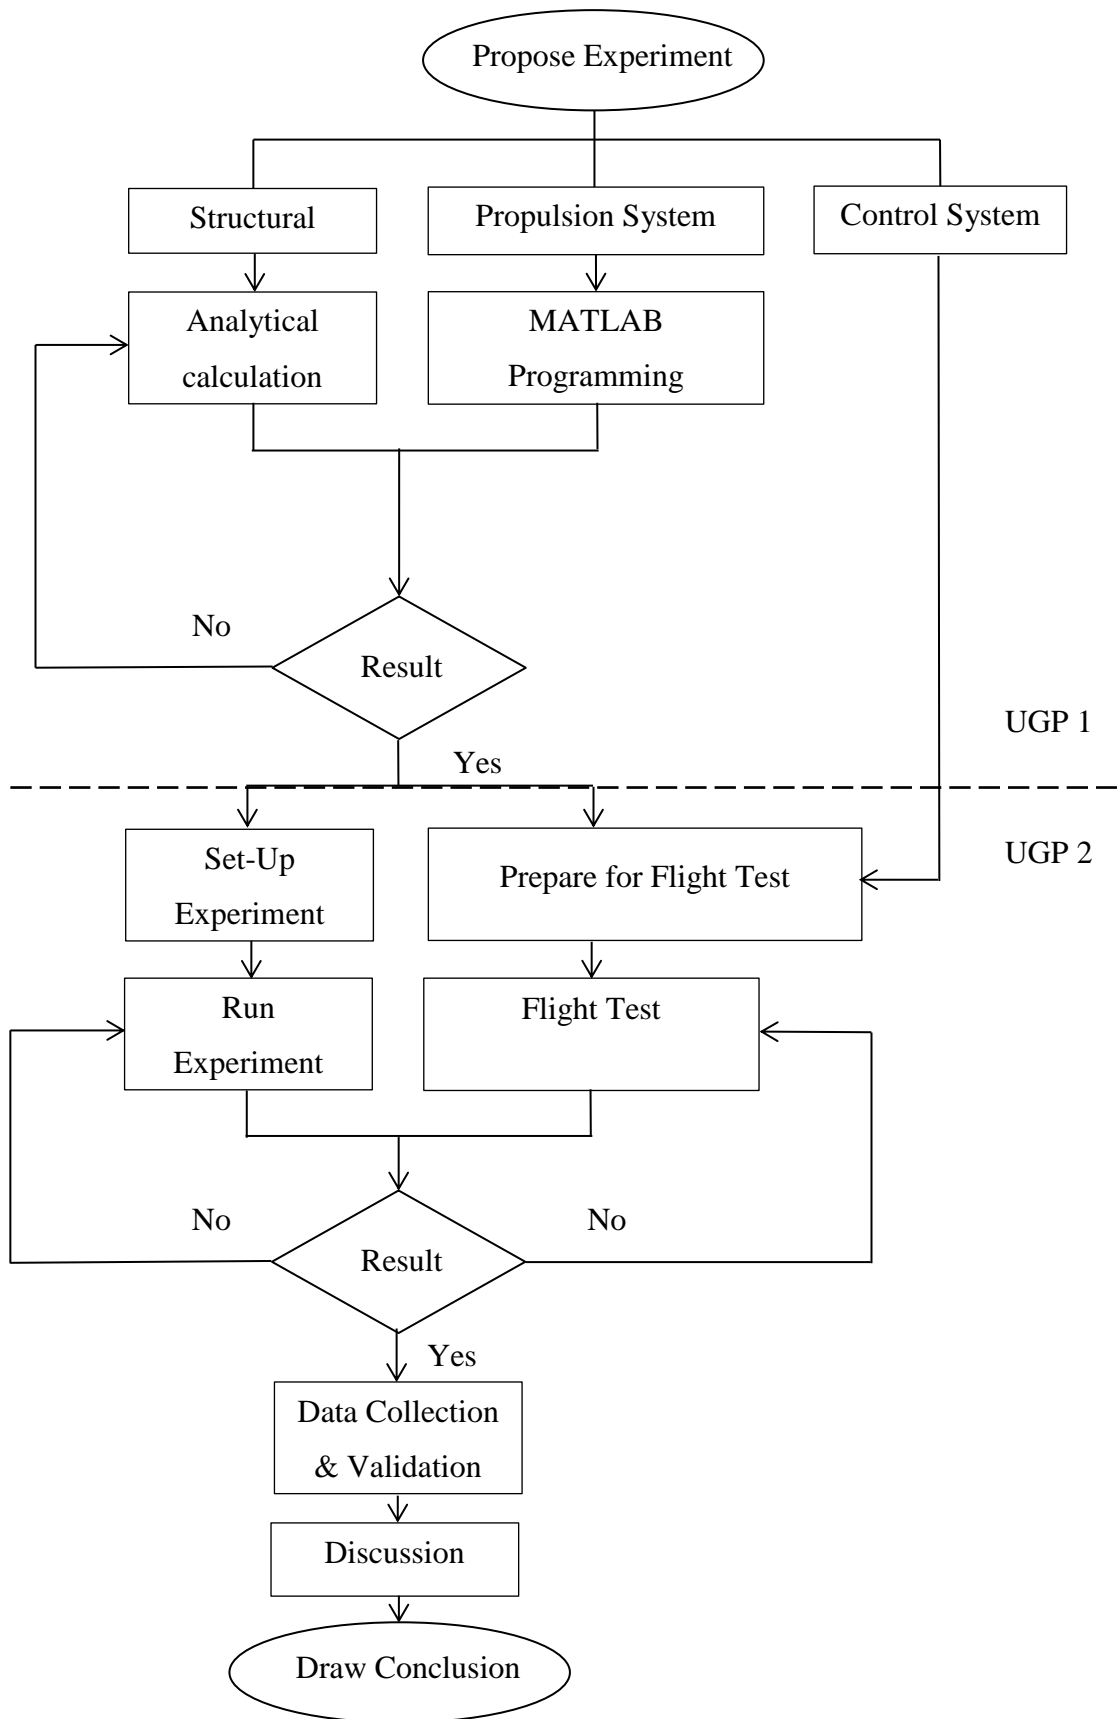 Propose Experiment
Structural
Propulsion System
Control System
Analytical
calculation
MATLAB
Programming
No
Result
UGP 1
Yes
Set-Up
Experiment
Prepare for Flight Test
UGP 2
Run
Experiment
Flight Test
No
No
Result
Yes
Data Collection
& Validation
Discussion
Draw Conclusion